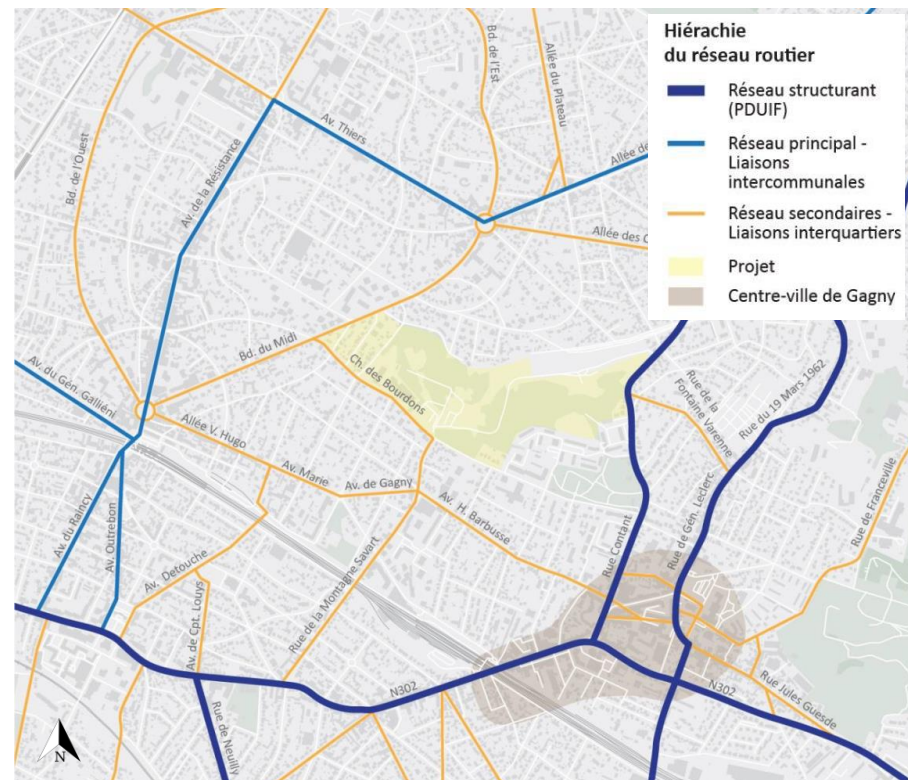 Hiérachie
du réseau routier
Réseau structurant
(PDUIF)
Réseau principal -
Liaisons
intercommunales
Réseau secondaires -
Liaisons interquartiers
Projet
Centre-ville de Gagny
Bd. de l'Est
Allée du Plateau
Av. Thiers
Bd. de l'Ouest
Av. de la Résistance
Allée de
Allée des C
Bd. du Midi
Ch. des Bourdons
Av. du Gén. Galliéni
Allée V. Hugo
Av. Marie
Av. de Gagny
Av. H. Barbusse
Rue de la
Fontaine Varenne
Rue du 19 Mars 1962
Rue de Gén. Leclerc
Rue de Franceville
Rue Contant
Av. du Raincy
Av. Outrebon
Av. Detouche
Av. de Cpt. Louys
Rue de la Montagne Savart
N302
Rue de Neuilly
N302
Rue Jules Guesde
N